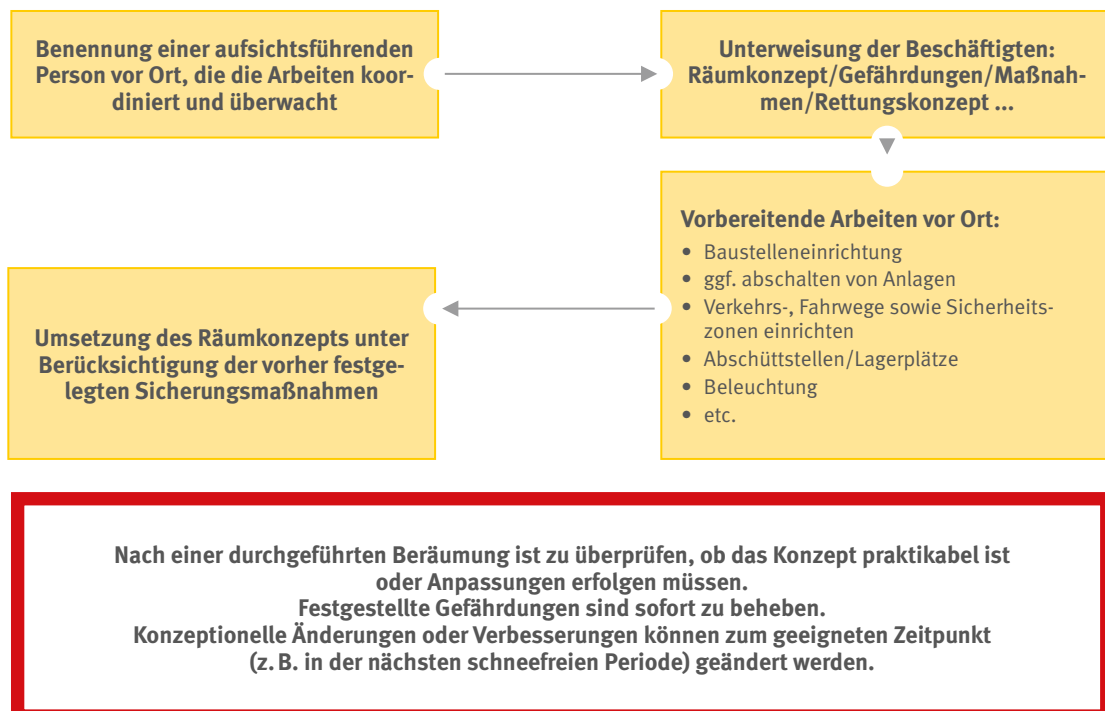 Benennung einer aufsichtsführenden
Person vor Ort, die die Arbeiten koor-
diniert und überwacht
Unterweisung der Beschäftigten:
Räumkonzept/Gefährdungen/Maßnah-
men/Rettungskonzept ...
Vorbereitende Arbeiten vor Ort:
• Baustelleneinrichtung
• ggf. abschalten von Anlagen
• Verkehrs-, Fahrwege sowie Sicherheits-
zonen einrichten
• Abschüttstellen/Lagerplätze
• Beleuchtung
• etc.
Umsetzung des Räumkonzepts unter
Berücksichtigung der vorher festge-
legten Sicherungsmaßnahmen
Nach einer durchgeführten Beräumung ist zu überprüfen, ob das Konzept praktikabel ist
oder Anpassungen erfolgen müssen.
Festgestellte Gefährdungen sind sofort zu beheben.
Konzeptionelle Änderungen oder Verbesserungen können zum geeigneten Zeitpunkt
(z. B. in der nächsten schneefreien Periode) geändert werden.